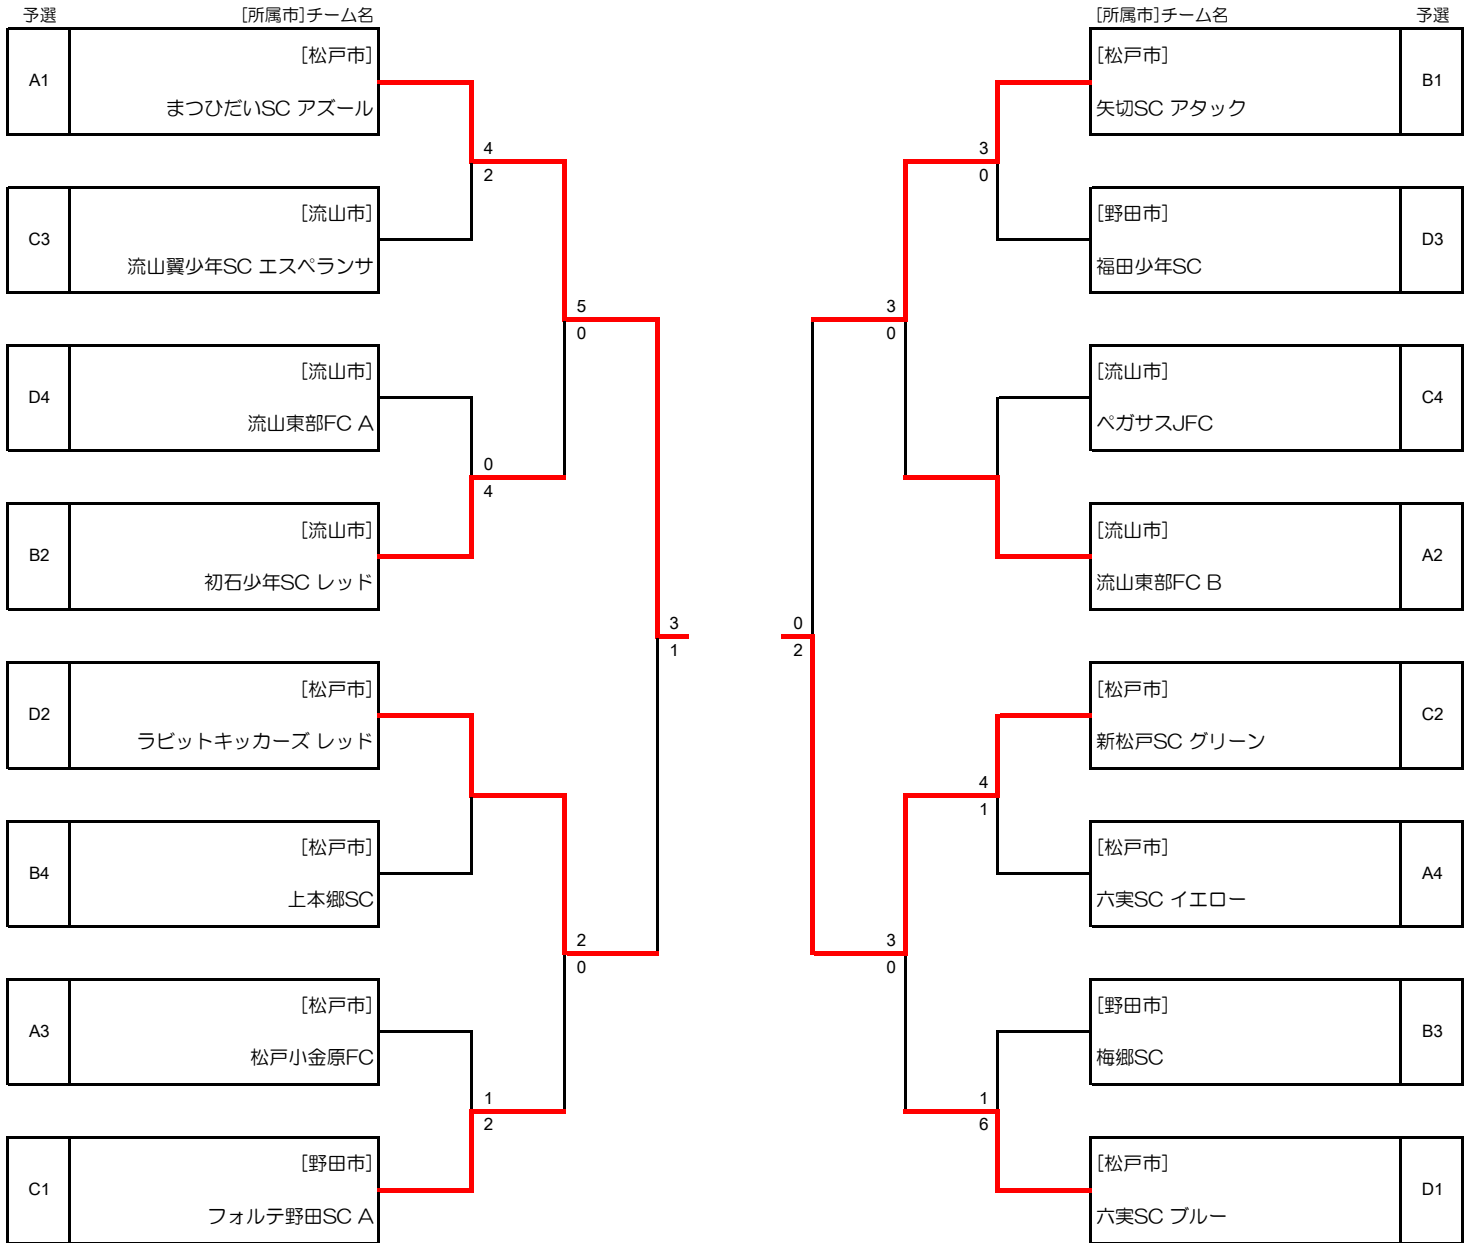 予選 [所属市]チーム名
A1
[松戸市]
まつひだいSC アズール
4
2
C3
[流山市]
流山翼少年SC エスペランサ
5
0
D4
[流山市]
流山東部FC A
0
4
B2
[流山市]
初石少年SC レッド
3
1
D2
[松戸市]
ラビットキッカーズ レッド
B4
[松戸市]
上本郷SC
2
0
A3
[松戸市]
松戸小金原FC
1
2
C1
[野田市]
フォルテ野田SC A
[所属市]チーム名 予選
[松戸市]
矢切SC アタック
B1
3
0
[野田市]
福田少年SC
D3
3
0
[流山市]
ペガサスJFC
C4
[流山市]
流山東部FC B
A2
0
2
[松戸市]
新松戸SC グリーン
C2
4
1
[松戸市]
六実SC イエロー
A4
3
0
[野田市]
梅郷SC
B3
1
6
[松戸市]
六実SC ブルー
D1